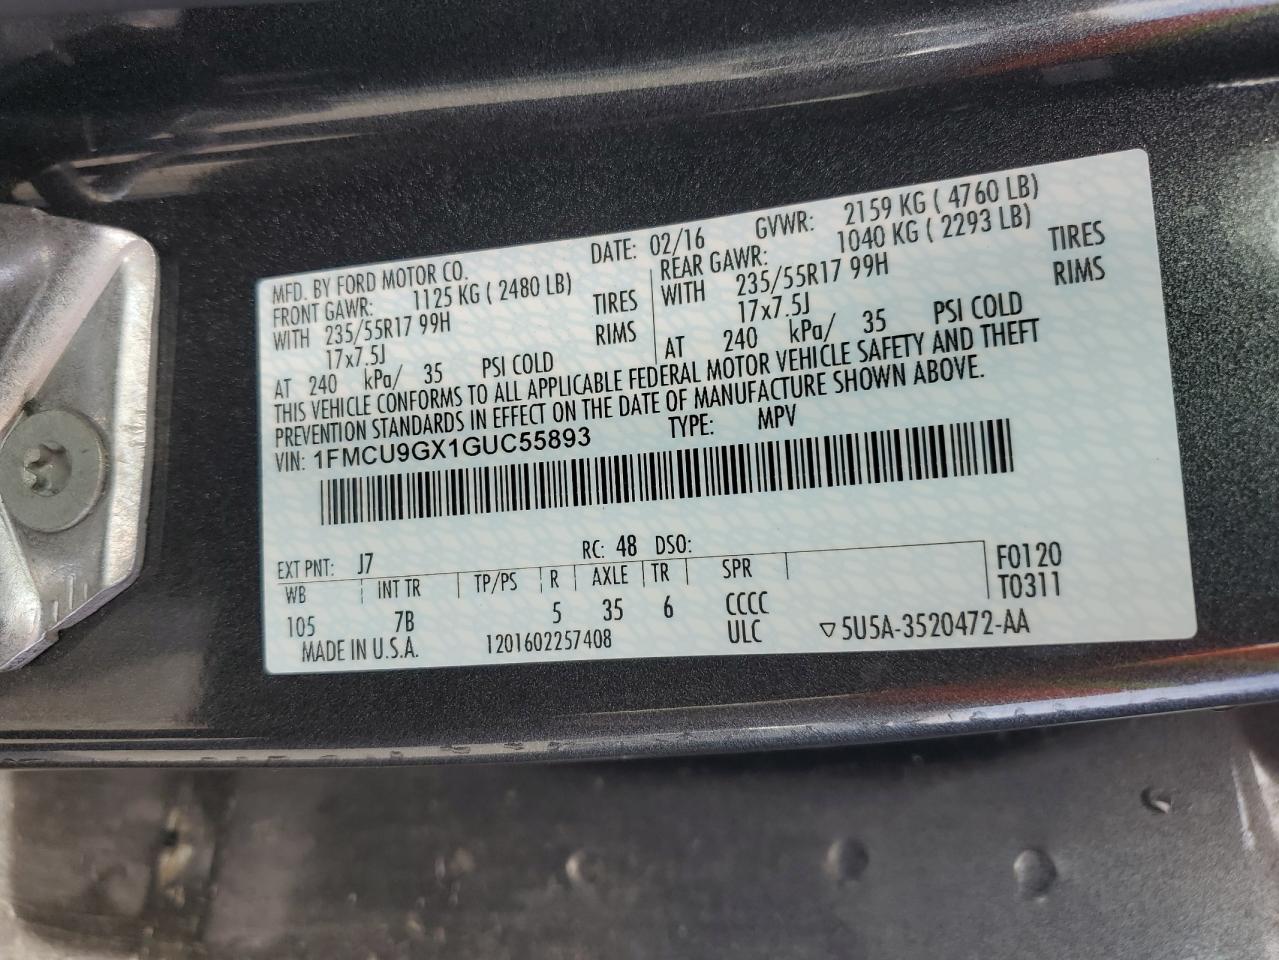 MFD. BY FORD MOTOR CO. DATE: 02/16 GVWR: 2159 KG ( 4760 LB)
FRONT GAWR: 1125 KG ( 2480 LB) REAR GAWR: 1040 KG ( 2293 LB)
WITH 235/55R17 99H TIRES WITH 235/55R17 99H TIRES
17x7.5J RIMS 17x7.5J RIMS
AT 240 kPa/ 35 PSI COLD AT 240 kPa/ 35 PSI COLD
THIS VEHICLE CONFORMS TO ALL APPLICABLE FEDERAL MOTOR VEHICLE SAFETY AND THEFT
PREVENTION STANDARDS IN EFFECT ON THE DATE OF MANUFACTURE SHOWN ABOVE.
VIN: 1FMCU9GX1GUC55893 TYPE: MPV
EXT PNT: J7 RC: 48 DSO:
WB INT TR TP/PS R AXLE TR SPR F0120
T0311
105 7B 5 35 6 CCCC
MADE IN U.S.A. 1201602257408 ULC ▽5U5A-3520472-AA